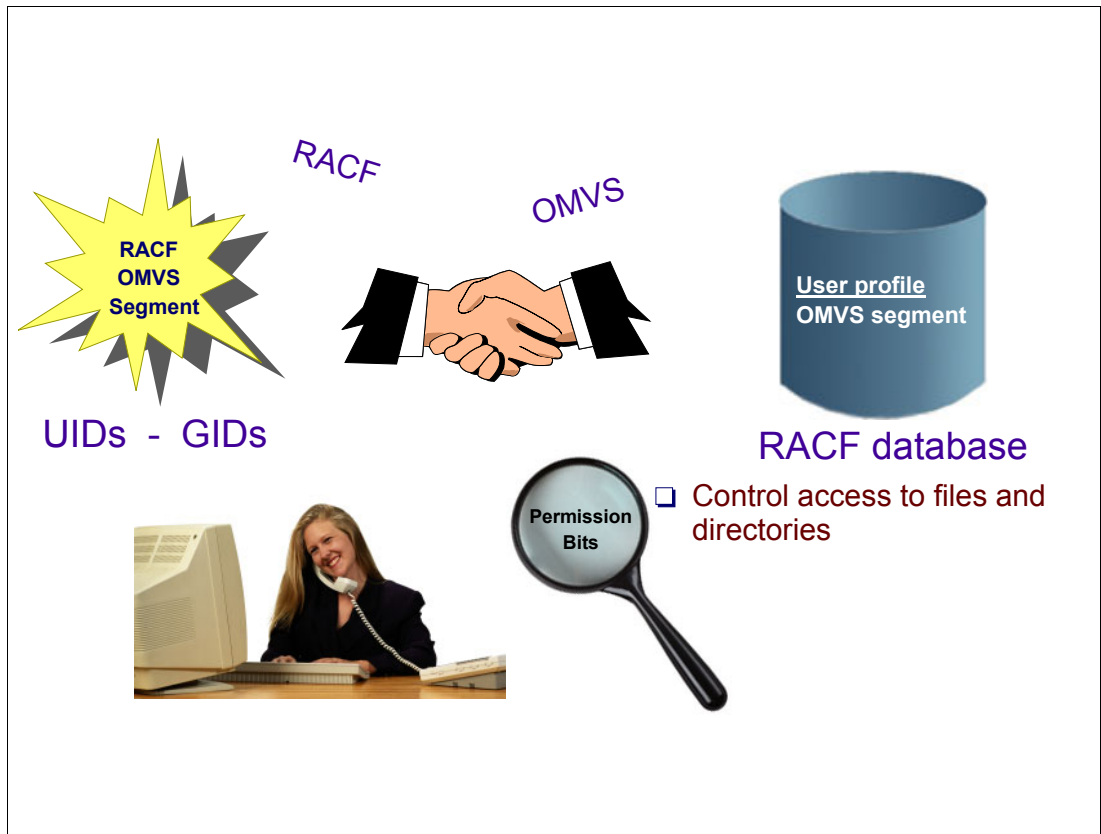 RACF
OMVS
RACF
OMVS
Segment
User profile
OMVS segment
UIDs - GIDs
RACF database
Permission
Bits
Control access to files and
directories